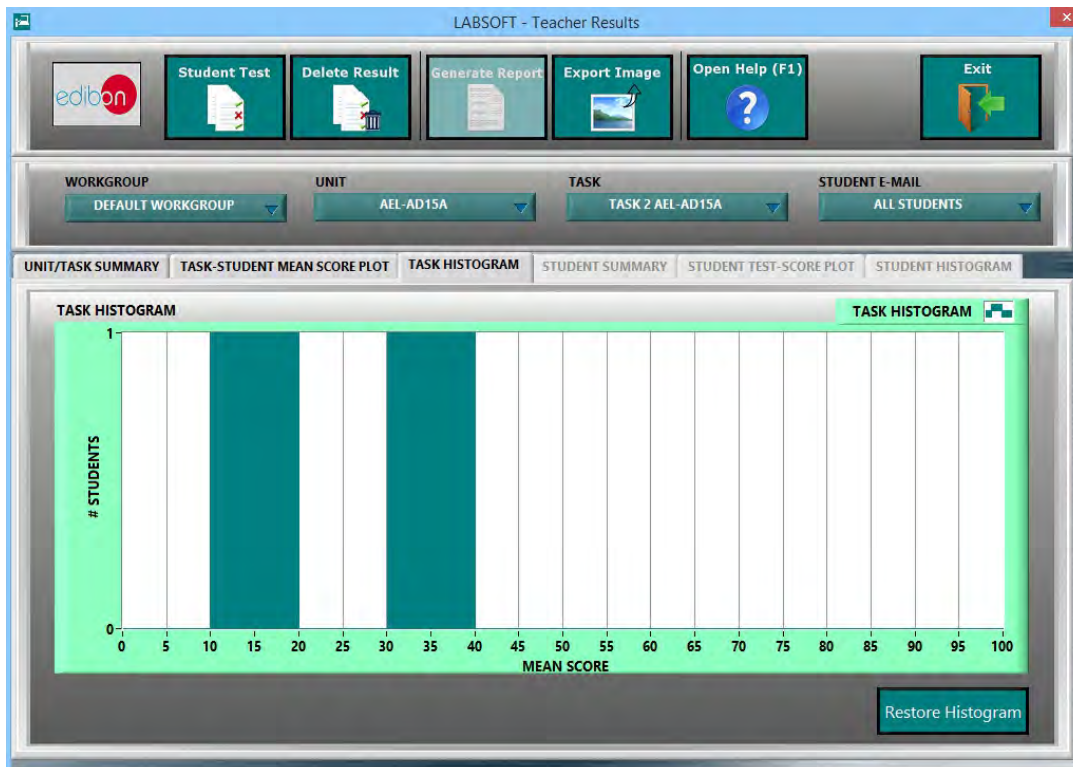 LABSOFT - Teacher Results
edibon
Student Test
Delete Result
Generate Report
Export Image
Open Help (F1)
Exit
WORKGROUP
UNIT
TASK
STUDENT E-MAIL
DEFAULT WORKGROUP
AEL-AD15A
TASK 2 AEL-AD15A
ALL STUDENTS
UNIT/TASK SUMMARY
TASK-STUDENT MEAN SCORE PLOT
TASK HISTOGRAM
STUDENT SUMMARY
STUDENT TEST-SCORE PLOT
STUDENT HISTOGRAM
TASK HISTOGRAM
TASK HISTOGRAM
1
# STUDENTS
0
0 5 10 15 20 25 30 35 40 45 50 55 60 65 70 75 80 85 90 95 100
MEAN SCORE
Restore Histogram